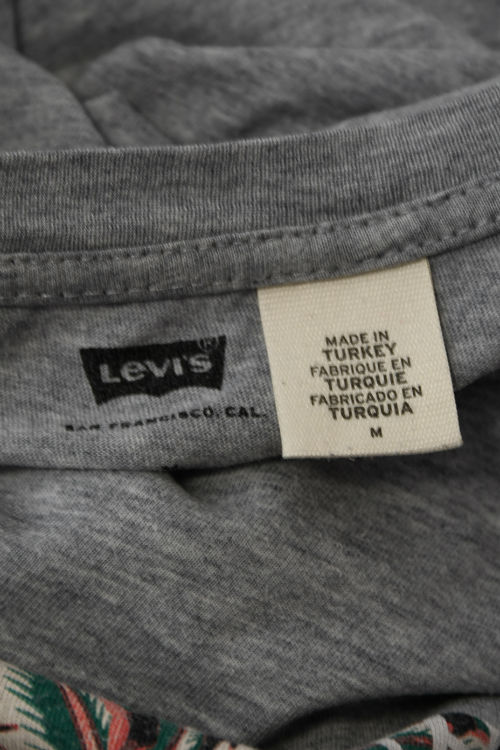 Levi's®
SAN FRANCISCO, CAL.
MADE IN
TURKEY
FABRIQUE EN
TURQUIE
FABRICADO EN
TURQUIA
M